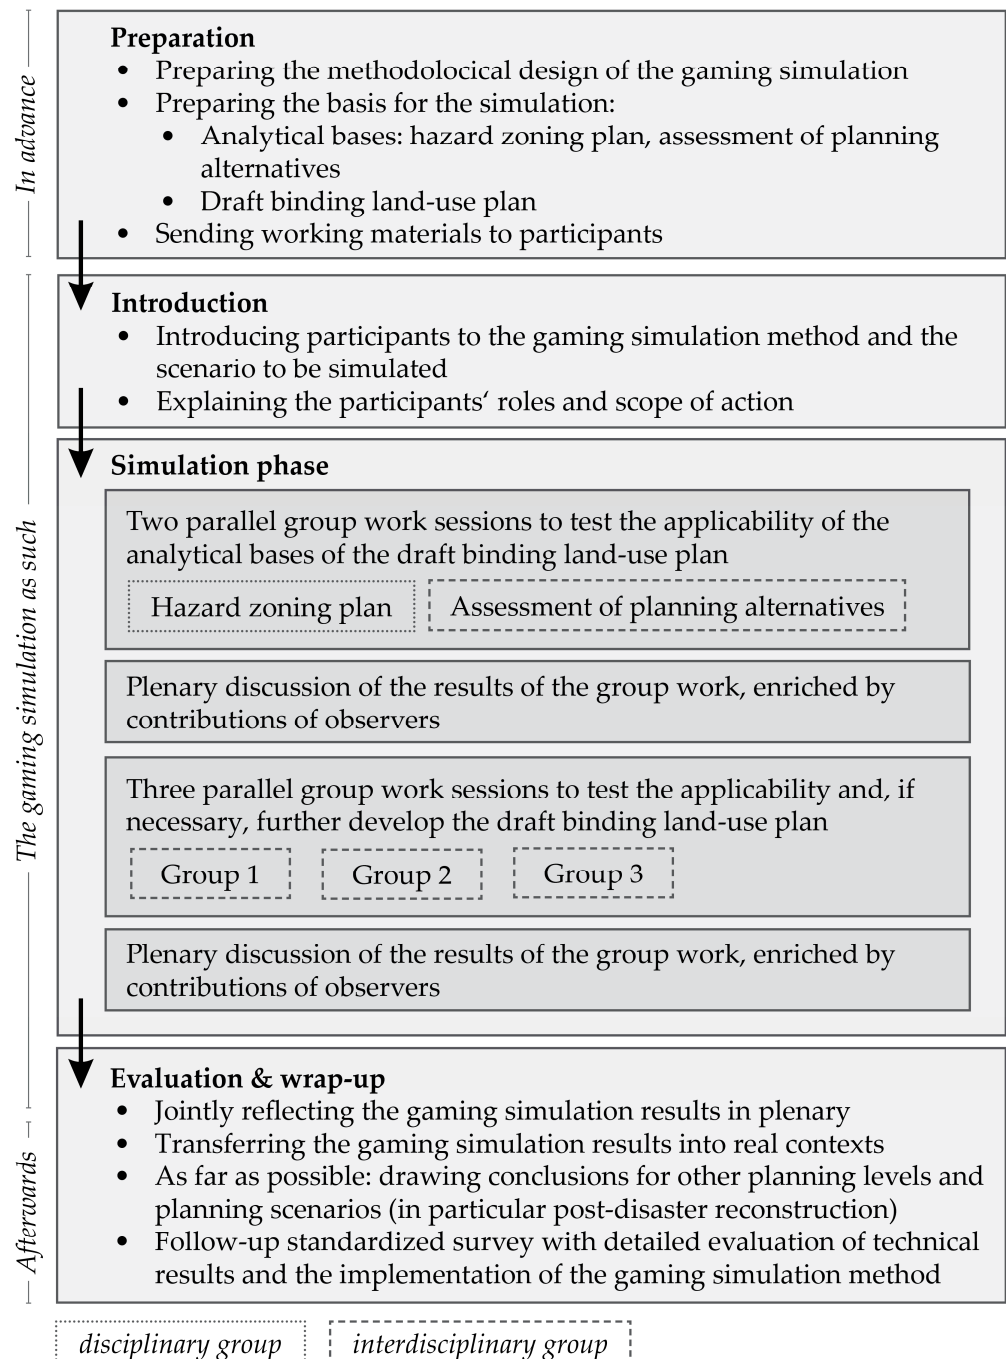 In advance
Preparation
• Preparing the methodolocical design of the gaming simulation
• Preparing the basis for the simulation:
• Analytical bases: hazard zoning plan, assessment of planning
alternatives
• Draft binding land-use plan
• Sending working materials to participants
The gaming simulation as such
Introduction
• Introducing participants to the gaming simulation method and the
scenario to be simulated
• Explaining the participants‘ roles and scope of action
Simulation phase
Two parallel group work sessions to test the applicability of the
analytical bases of the draft binding land-use plan
Hazard zoning plan
Assessment of planning alternatives
Plenary discussion of the results of the group work, enriched by
contributions of observers
Three parallel group work sessions to test the applicability and, if
necessary, further develop the draft binding land-use plan
Group 1
Group 2
Group 3
Plenary discussion of the results of the group work, enriched by
contributions of observers
Evaluation & wrap-up
• Jointly reflecting the gaming simulation results in plenary
• Transferring the gaming simulation results into real contexts
Afterwards
• As far as possible: drawing conclusions for other planning levels and
planning scenarios (in particular post-disaster reconstruction)
• Follow-up standardized survey with detailed evaluation of technical
results and the implementation of the gaming simulation method
disciplinary group
interdisciplinary group